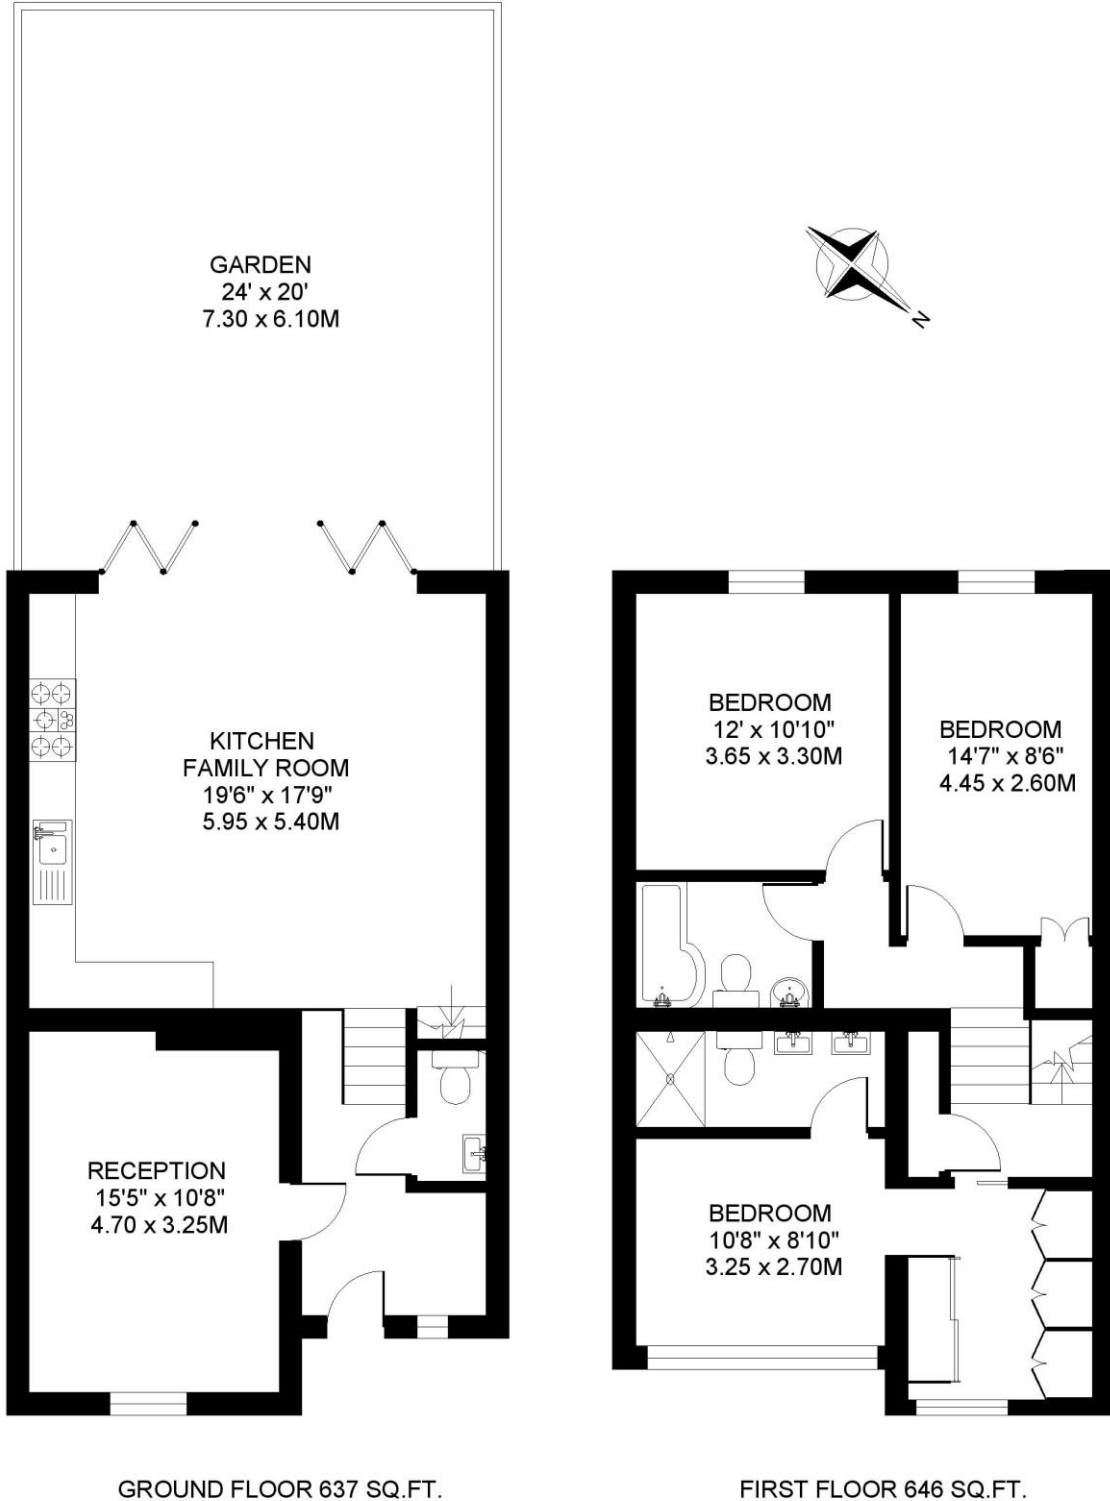 GARDEN
24' x 20'
7.30 x 6.10M
N
KITCHEN
FAMILY ROOM
19'6" x 17'9"
5.95 x 5.40M
BEDROOM
12' x 10'10"
3.65 x 3.30M
BEDROOM
14'7" x 8'6"
4.45 x 2.60M
RECEPTION
15'5" x 10'8"
4.70 x 3.25M
BEDROOM
10'8" x 8'10"
3.25 x 2.70M
GROUND FLOOR 637 SQ.FT.
FIRST FLOOR 646 SQ.FT.